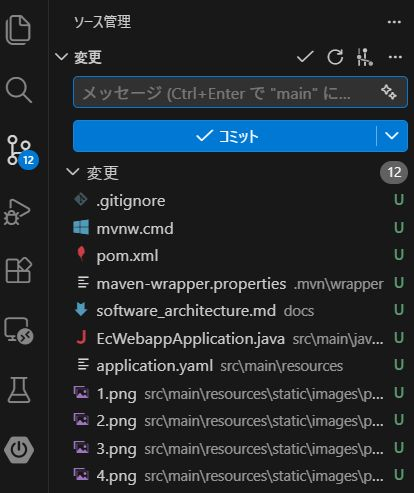 ソース管理 ...
変更 ...
メッセージ (Ctrl+Enter で "main" に...
コミット
12
変更 12
.gitignore U
mvnw.cmd U
pom.xml U
maven-wrapper.properties .mvn\wrapper U
software_architecture.md docs U
J EcWebappApplication.java src\main\jav... U
application.yaml src\main\resources U
1.png src\main\resources\static\images\p... U
2.png src\main\resources\static\images\p... U
3.png src\main\resources\static\images\p... U
4.png src\main\resources\static\images\p... U